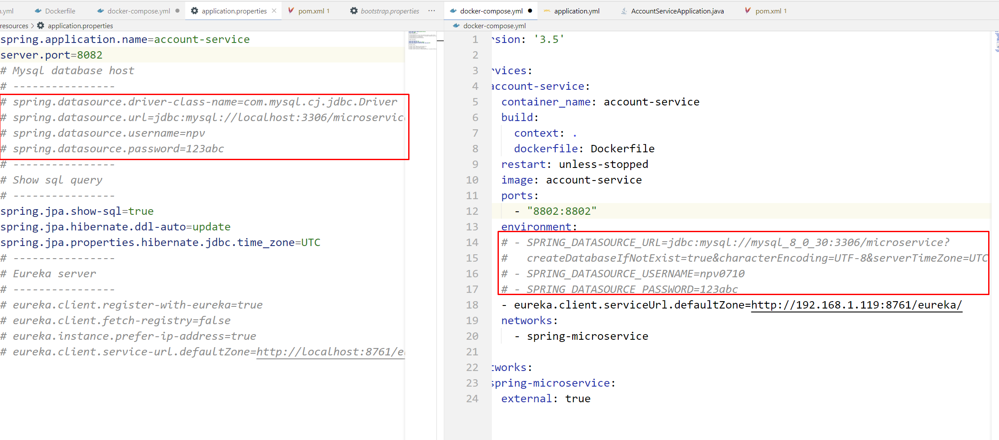 .yml
Dockerfile
docker-compose.yml
application.properties
pom.xml 1
bootstrap.properties
docker-compose.yml
application.yml
AccountServiceApplication.java
pom.xml 1
resources > application.properties
docker-compose.yml
spring.application.name=account-service
server.port=8082
# Mysql database host
# ----------------
# spring.datasource.driver-class-name=com.mysql.cj.jdbc.Driver
# spring.datasource.url=jdbc:mysql://localhost:3306/microservic
# spring.datasource.username=npv
# spring.datasource.password=123abc
# ----------------
# Show sql query
# ----------------
spring.jpa.show-sql=true
spring.jpa.hibernate.ddl-auto=update
spring.jpa.properties.hibernate.jdbc.time_zone=UTC
# ----------------
# Eureka server
# ----------------
# eureka.client.register-with-eureka=true
# eureka.client.fetch-registry=false
# eureka.instance.prefer-ip-address=true
# eureka.client.service-url.defaultZone=http://localhost:8761/e
1 rsion: '3.5'
2
3 rvices:
4 account-service:
5 container_name: account-service
6 build:
7 context: .
8 dockerfile: Dockerfile
9 restart: unless-stopped
10 image: account-service
11 ports:
12 - "8802:8802"
13 environment:
14 # - SPRING_DATASOURCE_URL=jdbc:mysql://mysql_8_0_30:3306/microservice?
15 # createDatabaseIfNotExist=true&characterEncoding=UTF-8&serverTimeZone=UTC
16 # - SPRING_DATASOURCE_USERNAME=npv0710
17 # - SPRING_DATASOURCE_PASSWORD=123abc
18 - eureka.client.serviceUrl.defaultZone=http://192.168.1.119:8761/eureka/
19 networks:
20 - spring-microservice
21
22 tworks:
23 spring-microservice:
24 external: true